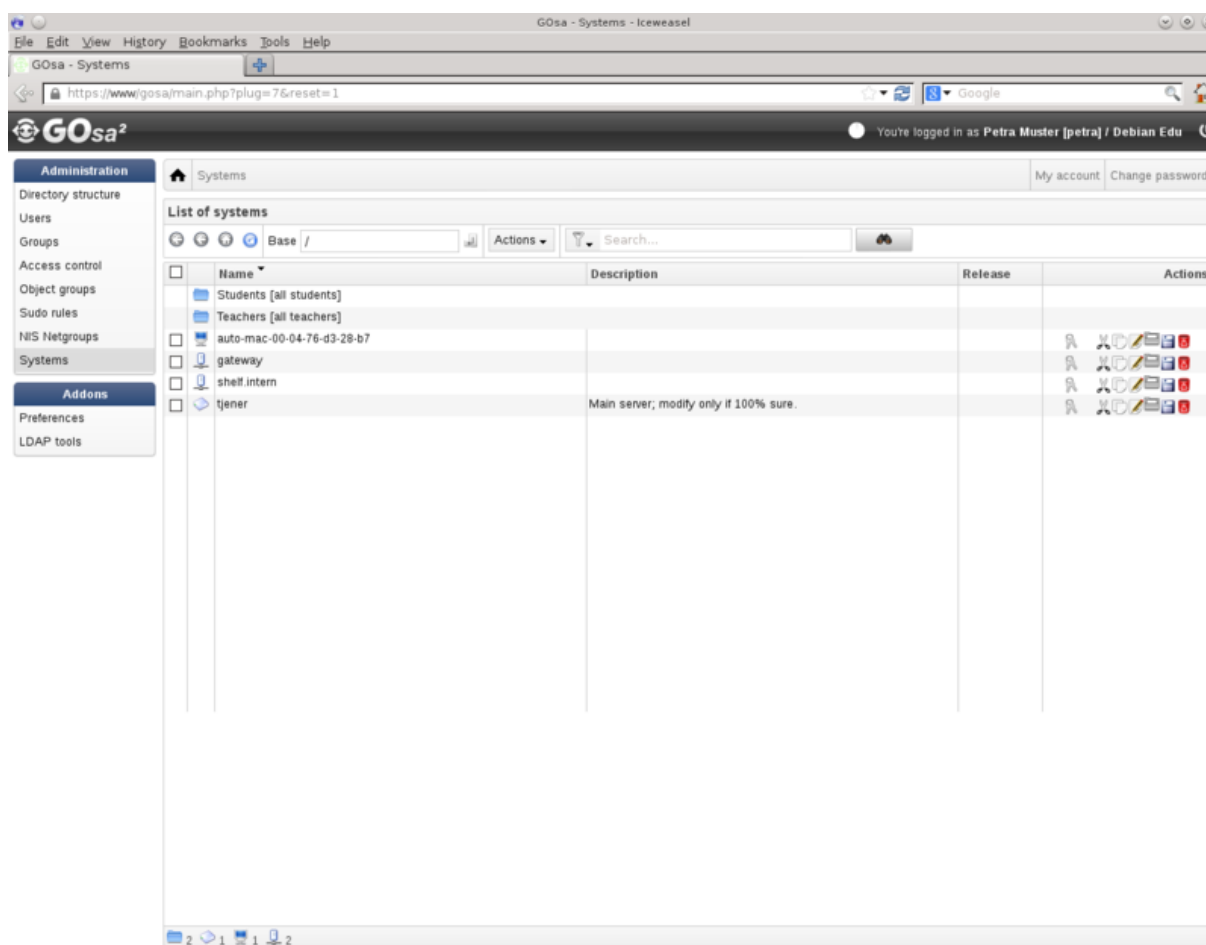 GOsa - Systems - Iceweasel
File Edit View History Bookmarks Tools Help
GOsa - Systems
https://www/gosa/main.php?plug=7&reset=1
8 Google
GOsa²
You're logged in as Petra Muster [petra] / Debian Edu
Administration
Directory structure
Users
Groups
Access control
Object groups
Sudo rules
NIS Netgroups
Systems
Addons
Preferences
LDAP tools
Systems My account Change password
List of systems
Base / Actions Search...
Name Description Release Actions
Students [all students]
Teachers [all teachers]
auto-mac-00-04-76-d3-28-b7
gateway
shelf.intern
tjener Main server; modify only if 100% sure.
2 1 1 2